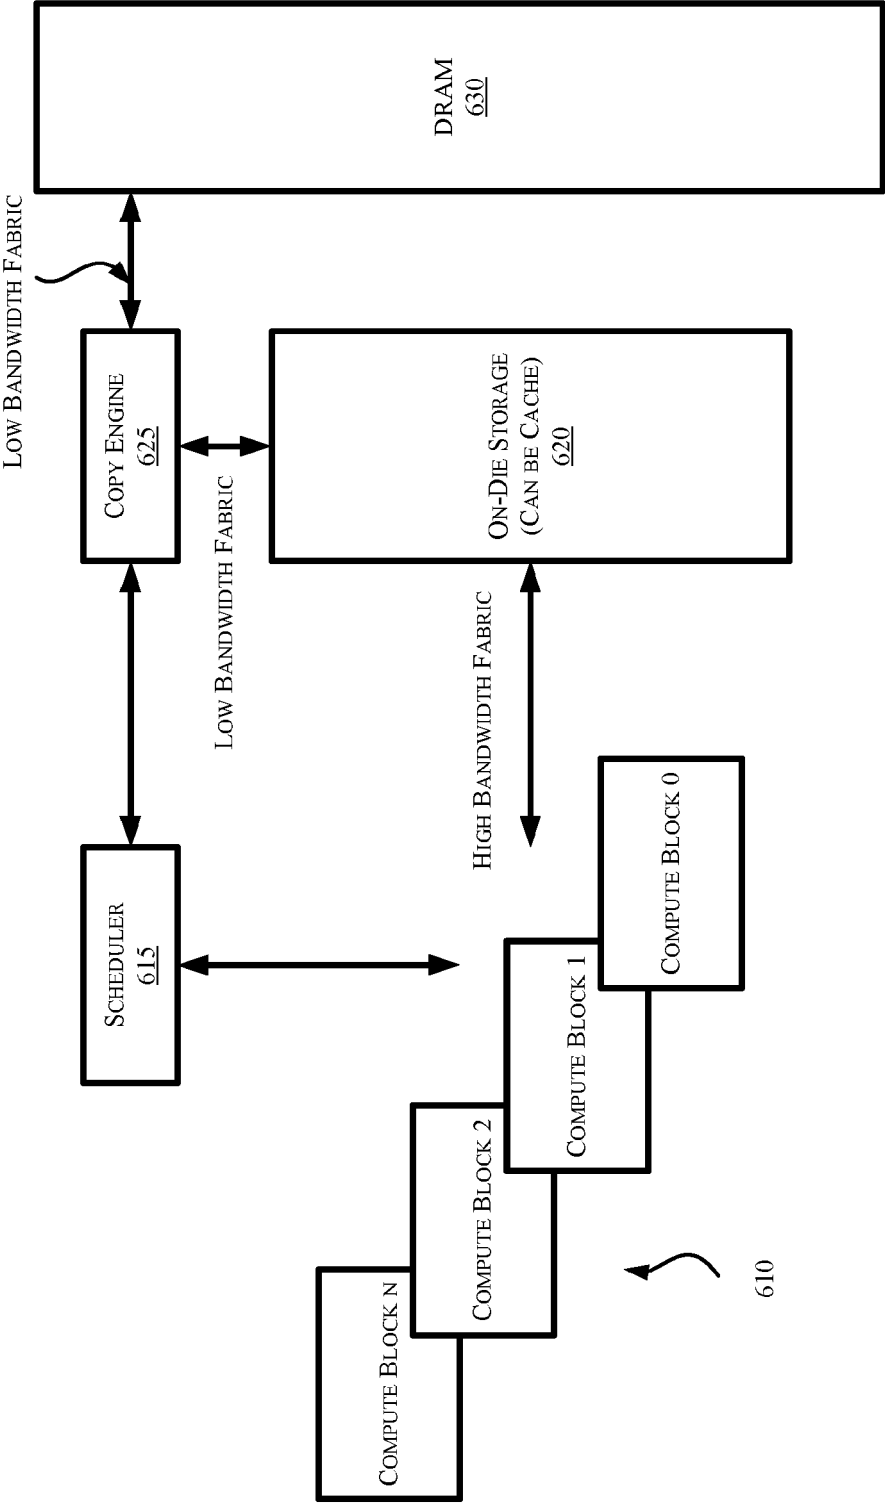 COMPUTE BLOCK N
COMPUTE BLOCK 2
COMPUTE BLOCK 1
COMPUTE BLOCK 0
610
SCHEDULER
615
HIGH BANDWIDTH FABRIC
LOW BANDWIDTH FABRIC
COPY ENGINE
625
ON-DIE STORAGE
(CAN BE CACHE)
620
LOW BANDWIDTH FABRIC
DRAM
630